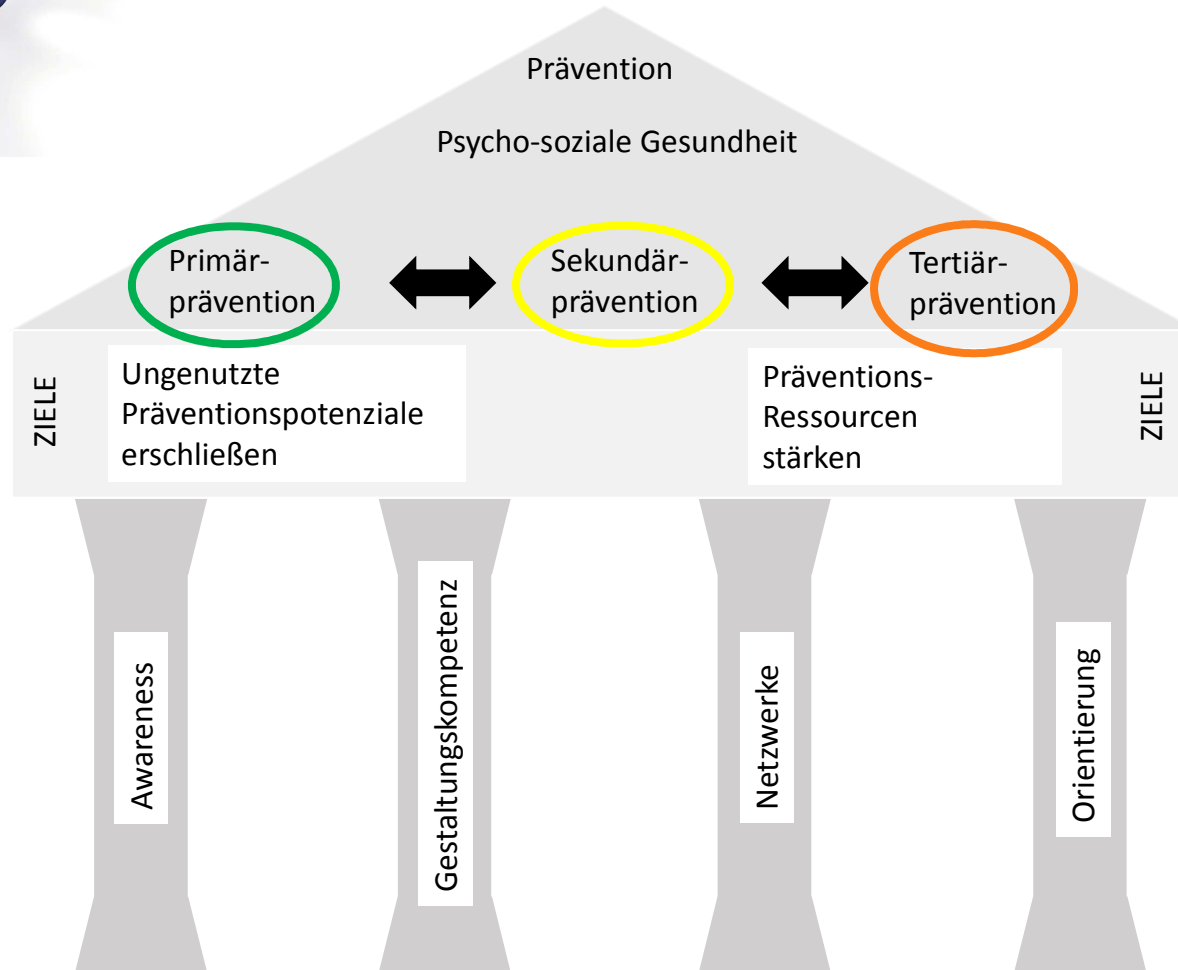 Prävention
Psycho-soziale Gesundheit
Primär-
prävention
Sekundär-
prävention
Tertiär-
prävention
ZIELE
Ungenutzte
Präventionspotenziale
erschließen
Präventions-
Ressourcen
stärken
ZIELE
Awareness
Gestaltungskompetenz
Netzwerke
Orientierung